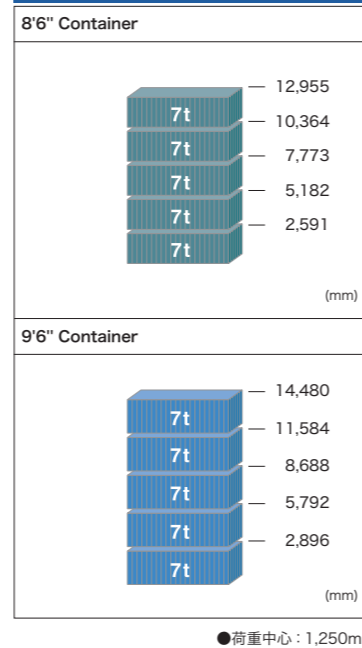 8'6" Container
12,955
7t
10,364
7t
7,773
7t
5,182
7t
2,591
7t
(mm)
9'6" Container
14,480
7t
11,584
7t
8,688
7t
5,792
7t
2,896
7t
(mm)
●荷重中心：1,250m